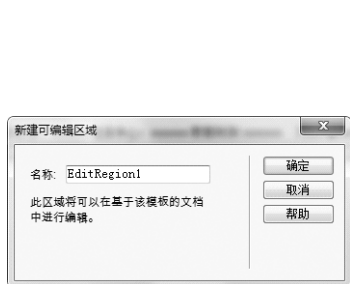 新建可编辑区域
名称: EditRegion1
确定
取消
帮助
此区域将可以在基于该模板的文档
中进行编辑。